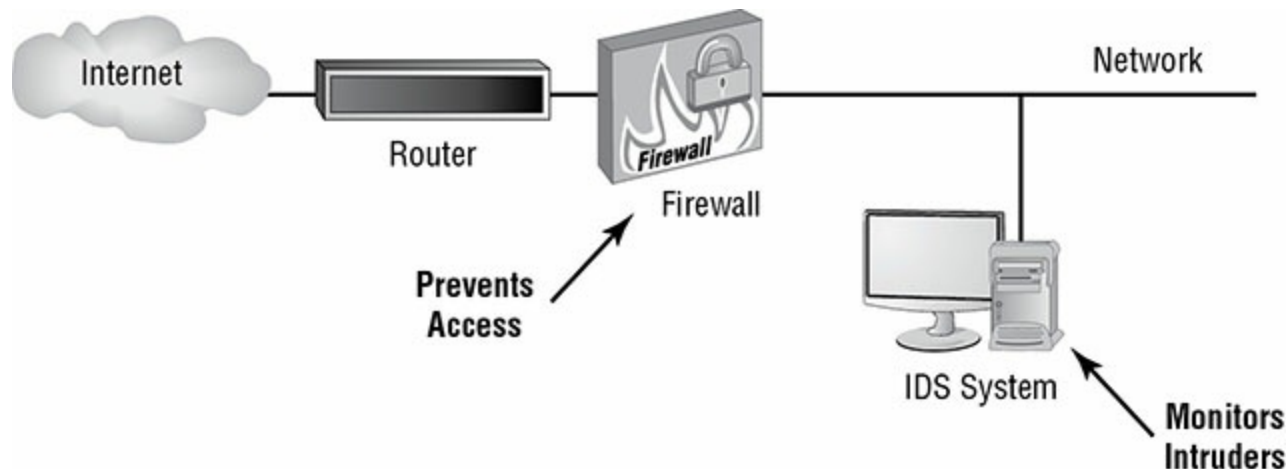 Internet
Router
Firewall
Firewall
Network
Prevents
Access
IDS System
Monitors
Intruders